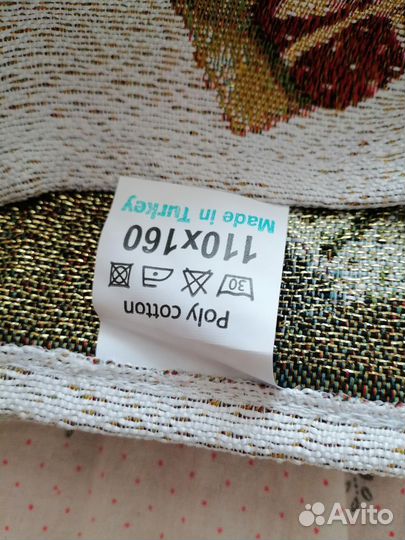 Poly cotton
30
110x160
Made in Turkey
Avito